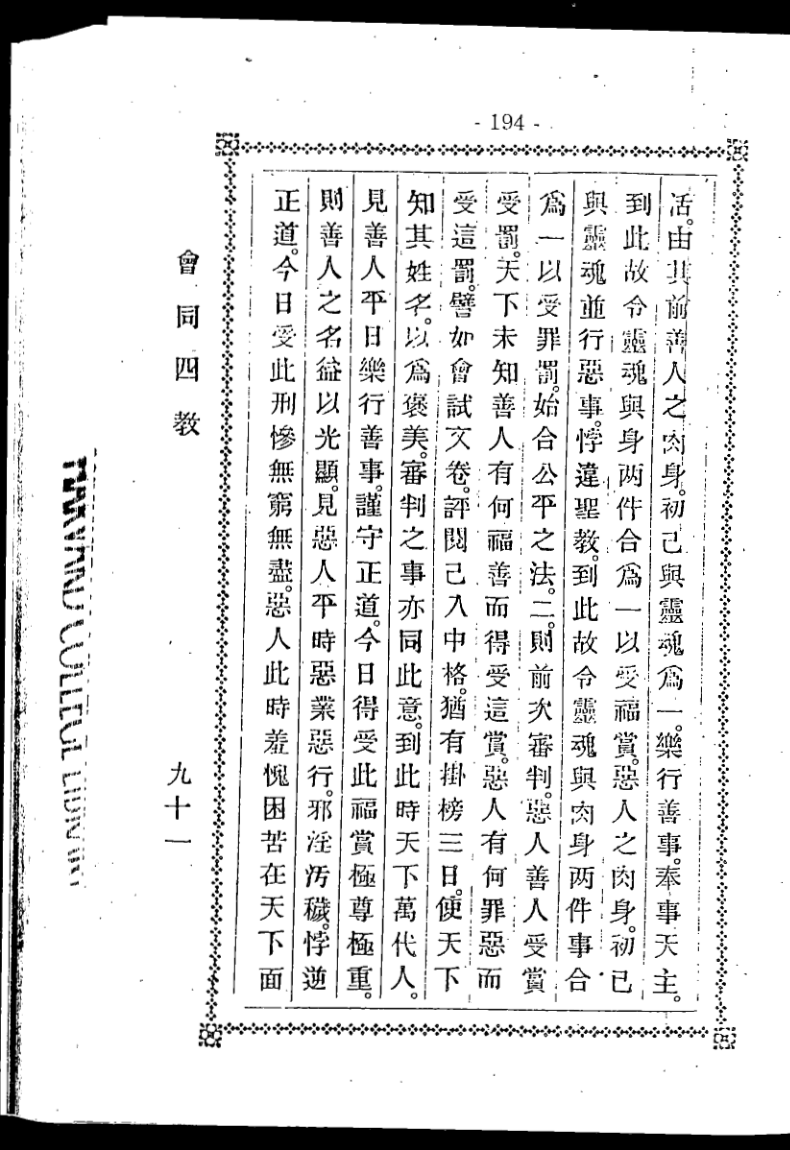 - 194 -
活。由其前善人之肉身。初己與靈魂爲一。樂行善事。奉事天主。
到此故令靈魂與身两件合爲一以受福賞。惡人之肉身。初已
與靈魂並行惡事。悖違聖教。到此故令靈魂與肉身两件事合
爲一以受罪罰。始合公平之法。二。則前次審判。惡人善人受賞
受罰。天下未知善人有何福善而得受這賞。惡人有何罪惡而
受這罰。譬如會試文卷。評閱己入中格。猶有掛榜三日。使天下
知其姓名。以爲褒美。審判之事亦同此意。到此時天下萬代人。
見善人平日樂行善事。謹守正道。今日得受此福賞極尊極重。
則善人之名益以光顯。見惡人平時惡業惡行。邪淫汚穢。悖逆
正道。今日受此刑慘無窮無盡。惡人此時羞愧困苦在天下面
會同四教
九十一
HARVARD COLLEGE LIBRARY